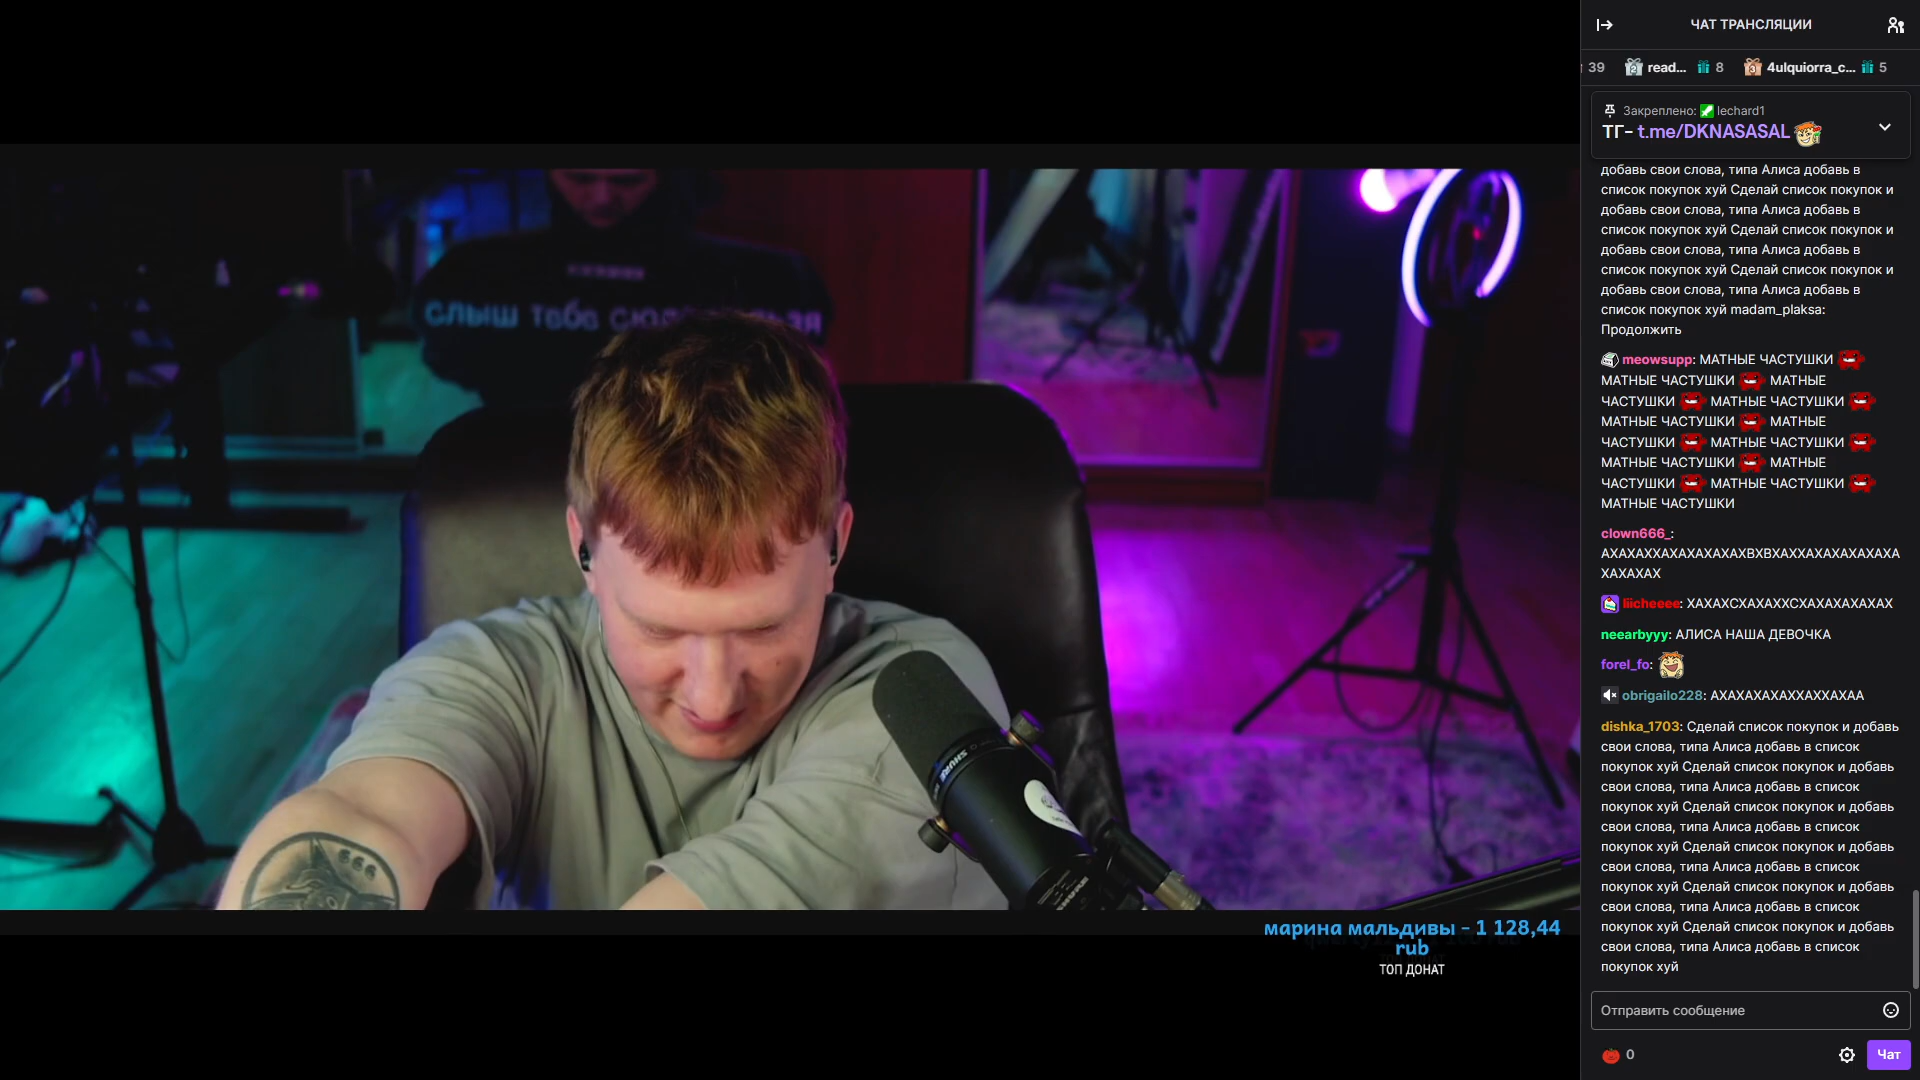 ЧАТ ТРАНСЛЯЦИИ
39 read... 8 4ulquiorra_c... 5
Закреплено: lechard1
ТГ- t.me/DKNASASAL
добавь свои слова, типа Алиса добавь в
список покупок хуй Сделай список покупок и
добавь свои слова, типа Алиса добавь в
список покупок хуй Сделай список покупок и
добавь свои слова, типа Алиса добавь в
список покупок хуй Сделай список покупок и
добавь свои слова, типа Алиса добавь в
список покупок хуй madam_plaksa:
Продолжить
meowsupp: МАТНЫЕ ЧАСТУШКИ
МАТНЫЕ ЧАСТУШКИ МАТНЫЕ
ЧАСТУШКИ МАТНЫЕ ЧАСТУШКИ
МАТНЫЕ ЧАСТУШКИ МАТНЫЕ
ЧАСТУШКИ МАТНЫЕ ЧАСТУШКИ
МАТНЫЕ ЧАСТУШКИ МАТНЫЕ
ЧАСТУШКИ МАТНЫЕ ЧАСТУШКИ
МАТНЫЕ ЧАСТУШКИ
clown666_:
АХАХАХХАХАХАХАХАХВХВХАХХАХАХАХАХАХА
ХАХАХАХ
liicheeee: ХАХАХСХАХАХХСХАХАХАХАХАХ
neearbyyy: АЛИСА НАША ДЕВОЧКА
forel_fo:
obrigailo228: АХАХАХАХАХХАХХАХАА
dishka_1703: Сделай список покупок и добавь
свои слова, типа Алиса добавь в список
покупок хуй Сделай список покупок и добавь
свои слова, типа Алиса добавь в список
покупок хуй Сделай список покупок и добавь
свои слова, типа Алиса добавь в список
покупок хуй Сделай список покупок и добавь
свои слова, типа Алиса добавь в список
покупок хуй Сделай список покупок и добавь
свои слова, типа Алиса добавь в список
покупок хуй Сделай список покупок и добавь
свои слова, типа Алиса добавь в список
покупок хуй
Отправить сообщение
0
Чат
слыш тебе
666
SHURE
SHURE
марина мальдивы - 1 128,44
rub
ТОП ДОНАТ